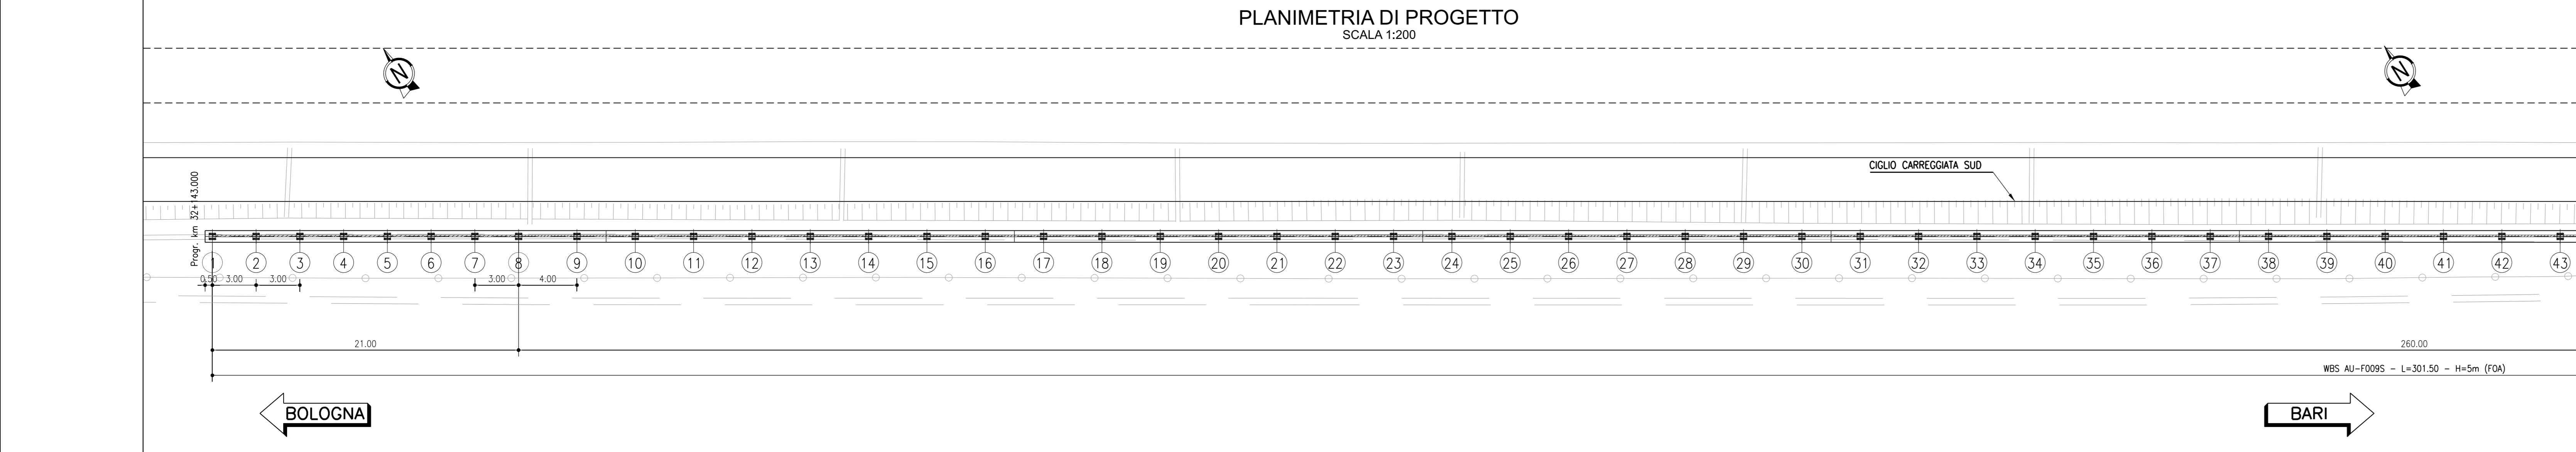 PLANIMETRIA DI PROGETTO
SCALA 1:200
N
N
CIGLIO CARREGGIATA SUD
Progr. km 32+143.000
1 2 3 4 5 6 7 8 9 10 11 12 13 14 15 16 17 18 19 20 21 22 23 24 25 26 27 28 29 30 31 32 33 34 35 36 37 38 39 40 41 42 43
0.50 3.00 3.00 3.00 4.00
21.00 260.00
WBS AU-F009S - L=301.50 - H=5m (FOA)
BOLOGNA
BARI